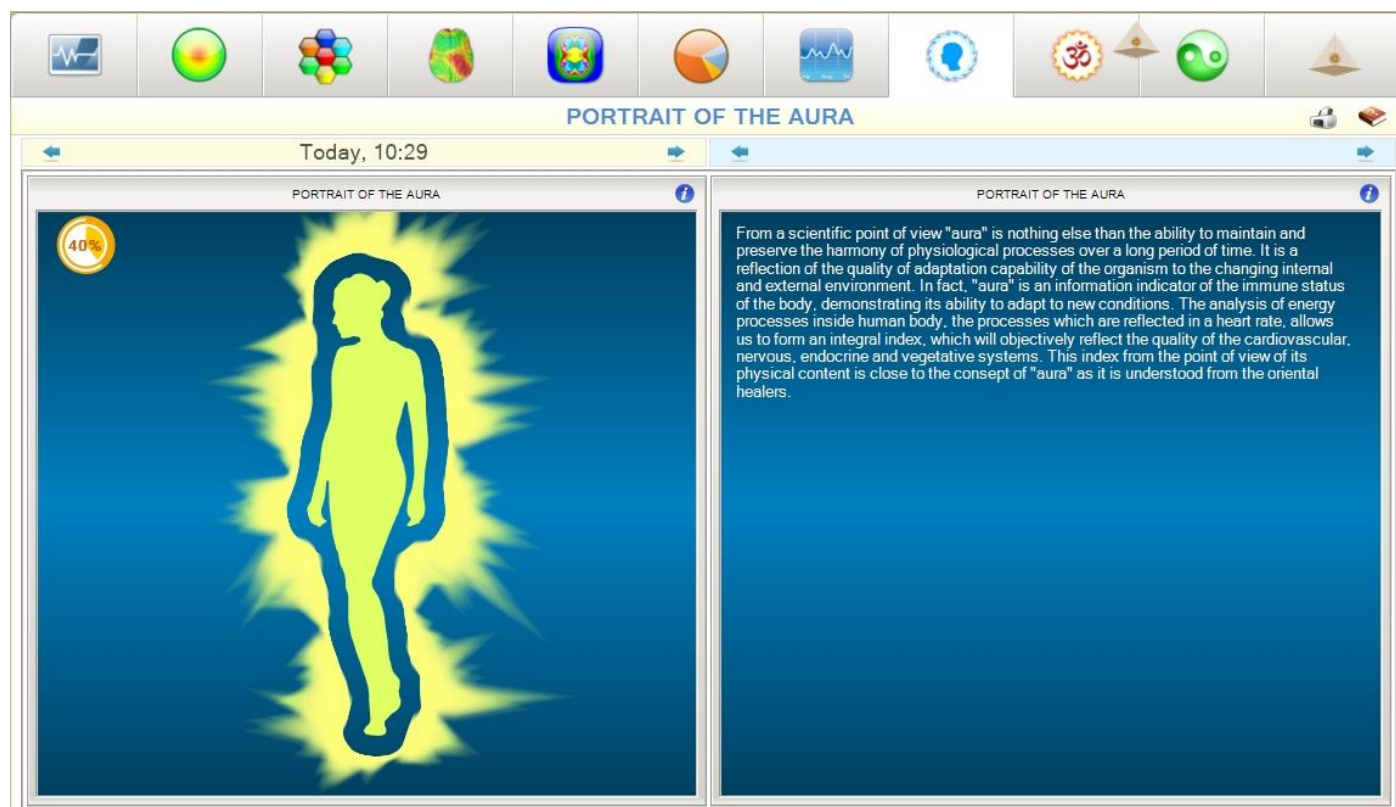 PORTRAIT OF THE AURA
Today, 10:29
PORTRAIT OF THE AURA
40%
PORTRAIT OF THE AURA
From a scientific point of view "aura" is nothing else than the ability to maintain and
preserve the harmony of physiological processes over a long period of time. It is a
reflection of the quality of adaptation capability of the organism to the changing internal
and external environment. In fact, "aura" is an information indicator of the immune status
of the body, demonstrating its ability to adapt to new conditions. The analysis of energy
processes inside human body, the processes which are reflected in a heart rate, allows
us to form an integral index, which will objectively reflect the quality of the cardiovascular,
nervous, endocrine and vegetative systems. This index from the point of view of its
physical content is close to the consept of "aura" as it is understood from the oriental
healers.